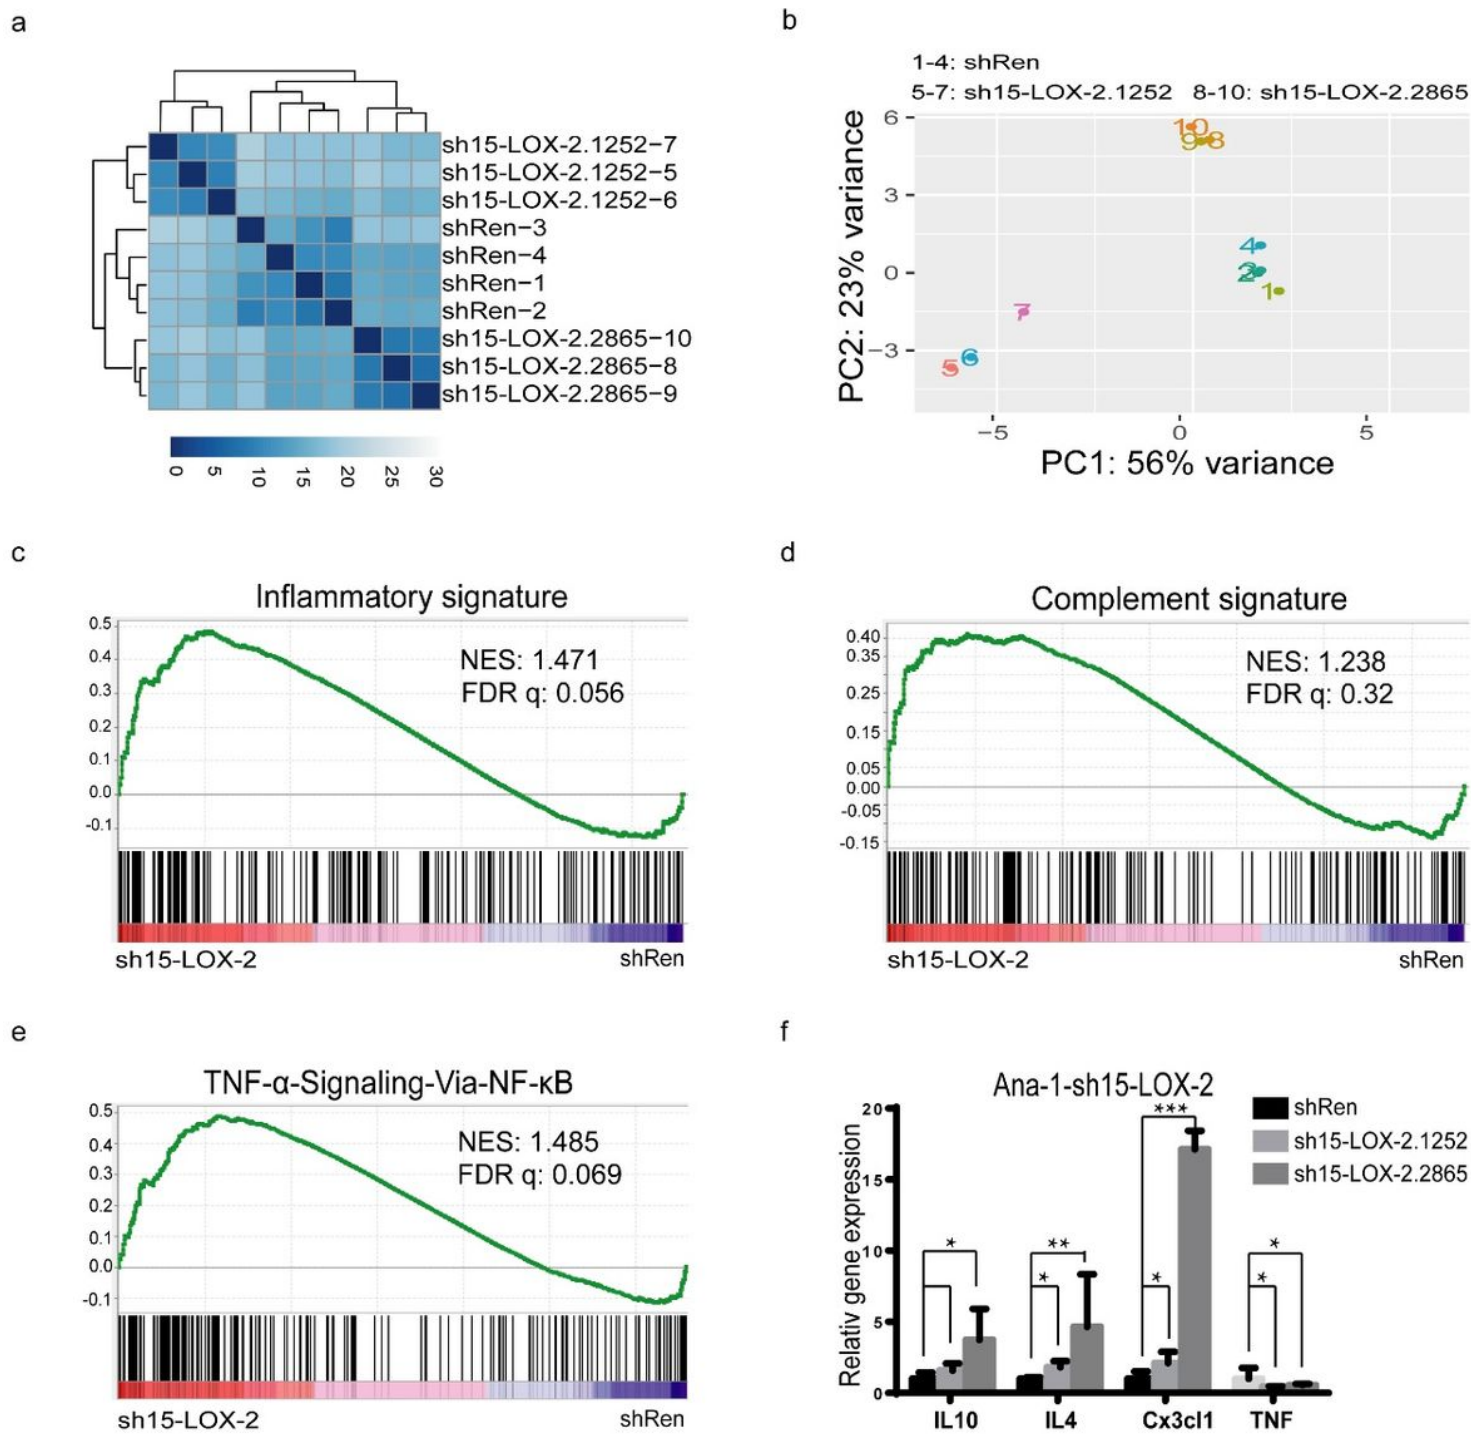 a
sh15-LOX-2.1252−7
sh15-LOX-2.1252−5
sh15-LOX-2.1252−6
shRen−3
shRen−4
shRen−1
shRen−2
sh15-LOX-2.2865−10
sh15-LOX-2.2865−8
sh15-LOX-2.2865−9
0 5 10 15 20 25 30
b
1-4: shRen
5-7: sh15-LOX-2.1252 8-10: sh15-LOX-2.2865
PC2: 23% variance
6
3
0
−3
10
9 8
4
2
1
7
6
5
−5 0 5
PC1: 56% variance
c
Inflammatory signature
0.5
0.4
0.3
0.2
0.1
0.0
-0.1
NES: 1.471
FDR q: 0.056
sh15-LOX-2 shRen
d
Complement signature
0.40
0.35
0.25
0.15
0.05
0.00
-0.05
-0.15
NES: 1.238
FDR q: 0.32
sh15-LOX-2 shRen
e
TNF-α-Signaling-Via-NF-κB
0.5
0.4
0.3
0.2
0.1
0.0
-0.1
NES: 1.485
FDR q: 0.069
sh15-LOX-2 shRen
f
Ana-1-sh15-LOX-2
Relativ gene expression
20
15
10
5
0
* * ** * *** * *
shRen
sh15-LOX-2.1252
sh15-LOX-2.2865
IL10 IL4 Cx3cl1 TNF